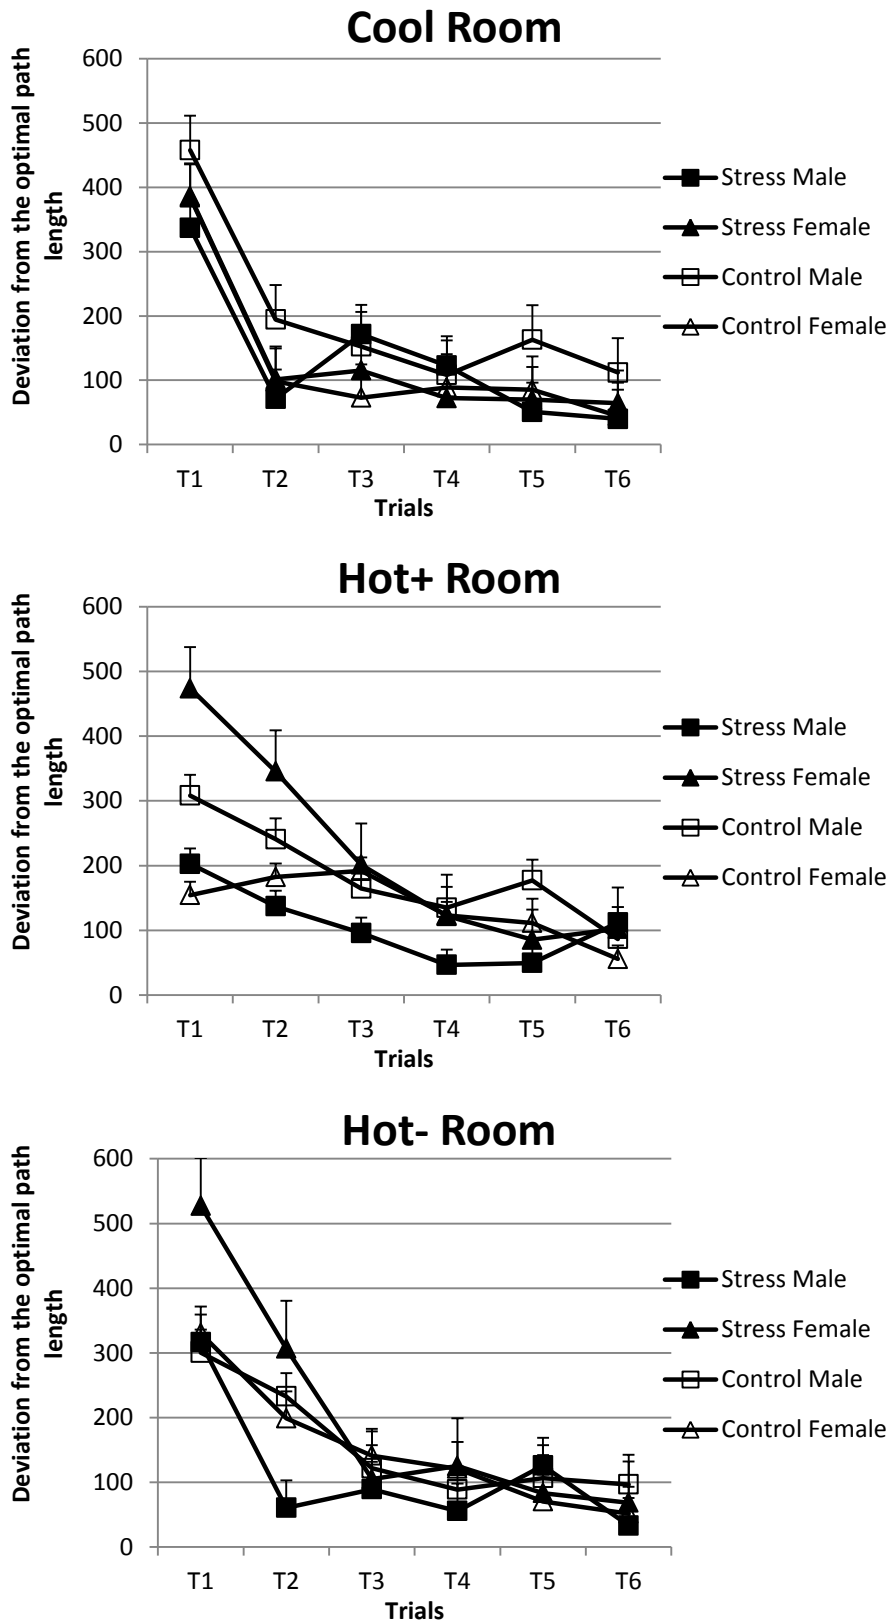 Cool Room
Deviation from the optimal path
length
600
500
400
300
200
100
0
T1 T2 T3 T4 T5 T6
Trials
Stress Male
Stress Female
Control Male
Control Female
Hot+ Room
Deviation from the optimal path
length
600
500
400
300
200
100
0
T1 T2 T3 T4 T5 T6
Trials
Stress Male
Stress Female
Control Male
Control Female
Hot- Room
Deviation from the optimal path
length
600
500
400
300
200
100
0
T1 T2 T3 T4 T5 T6
Trials
Stress Male
Stress Female
Control Male
Control Female